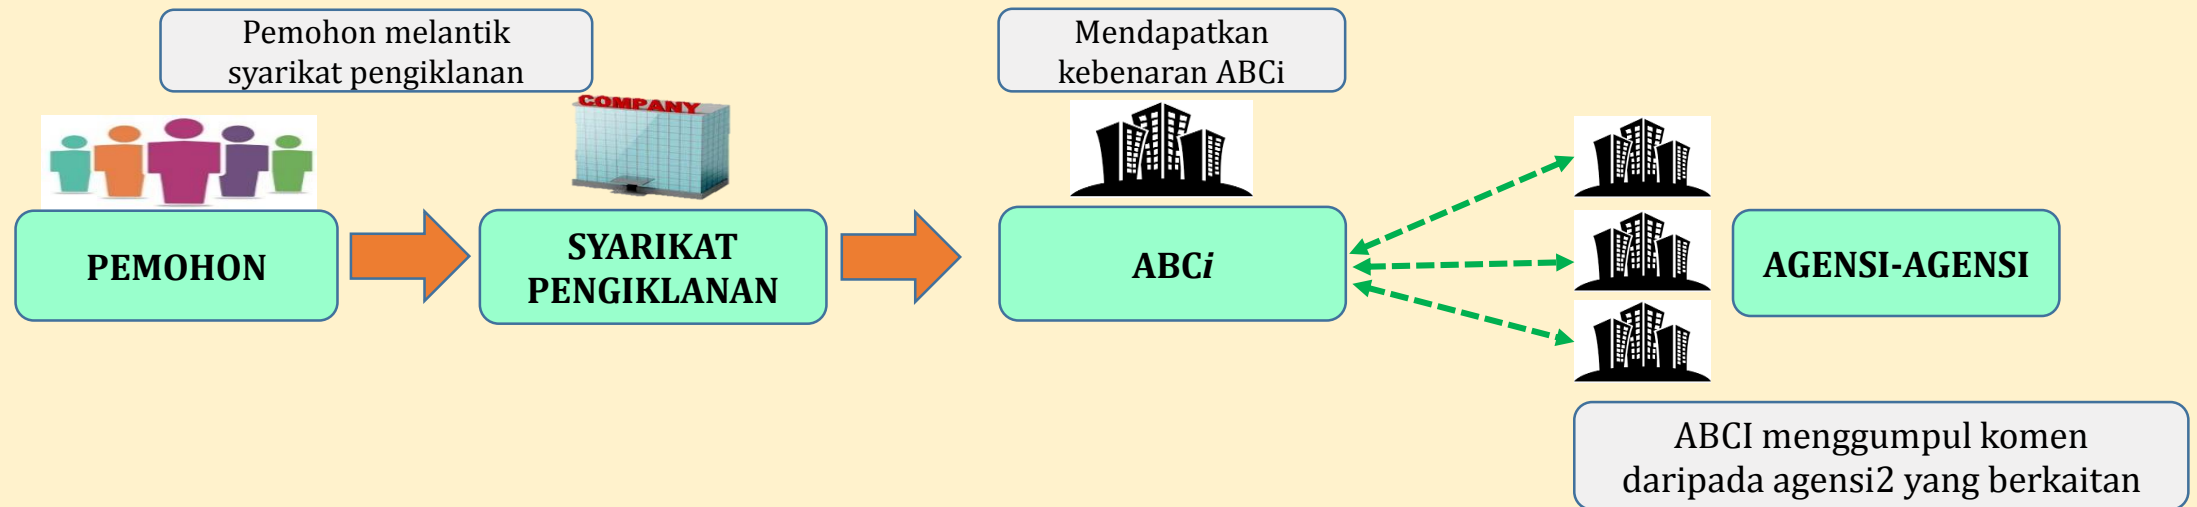 Pemohon melantik
syarikat pengiklanan
Mendapatkan
kebenaran ABCi
COMPANY
PEMOHON
SYARIKAT
PENGIKLANAN
ABCi
AGENSI-AGENSI
ABCI menggumpul komen
daripada agensi2 yang berkaitan